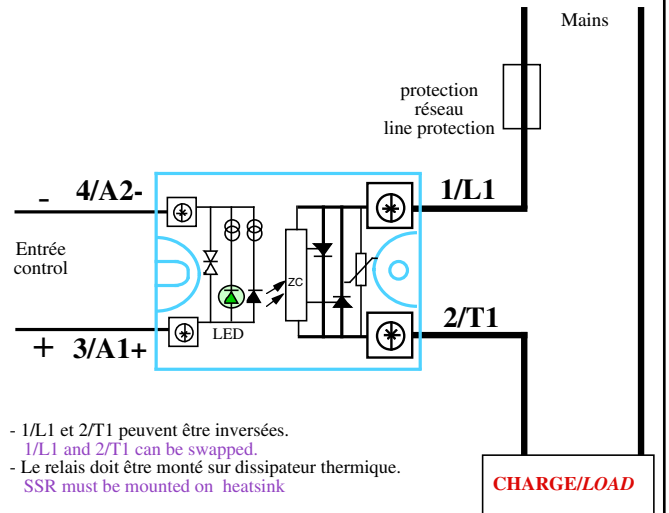 Mains
protection
réseau
line protection
- 4/A2-
1/L1
Entrée
control
ZC
LED
+ 3/A1+
2/T1
- 1/L1 et 2/T1 peuvent être inversées.
1/L1 and 2/T1 can be swapped.
- Le relais doit être monté sur dissipateur thermique.
SSR must be mounted on heatsink
CHARGE/LOAD